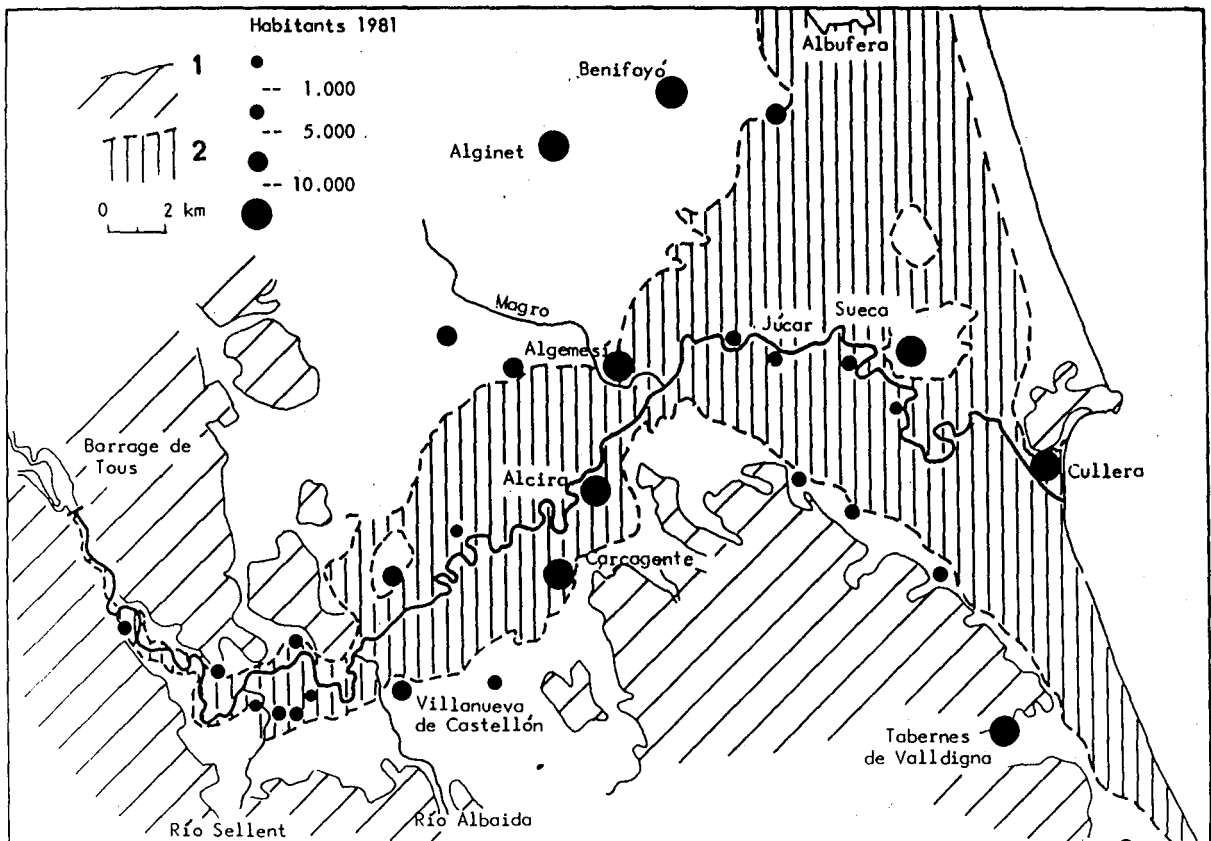 Habitants 1981
1
-- 1.000
-- 5.000
2
-- 10.000
0 2 km
Albufera
Benifayó
Alginet
Magro
Júcar
Sueca
Algemesí
Barrage de
Tous
Alcira
Cullera
Carcagente
Villanueva
de Castellón
Tabernes
de Valldigna
Río Sellent
Río Albaida